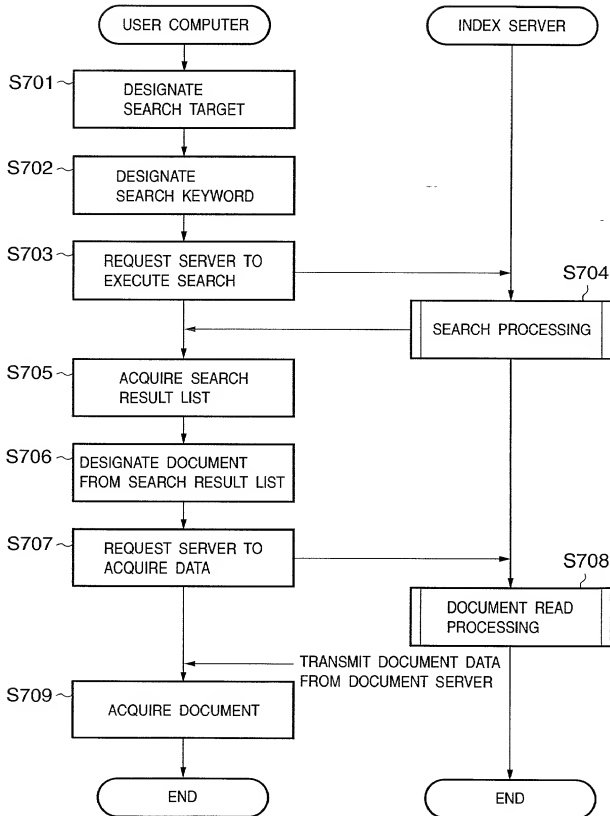 USER COMPUTER
INDEX SERVER
S701
DESIGNATE
SEARCH TARGET
S702
DESIGNATE
SEARCH KEYWORD
S703
REQUEST SERVER TO
EXECUTE SEARCH
S704
SEARCH PROCESSING
S705
ACQUIRE SEARCH
RESULT LIST
S706
DESIGNATE DOCUMENT
FROM SEARCH RESULT LIST
S707
REQUEST SERVER TO
ACQUIRE DATA
S708
DOCUMENT READ
PROCESSING
TRANSMIT DOCUMENT DATA
FROM DOCUMENT SERVER
S709
ACQUIRE DOCUMENT
END
END